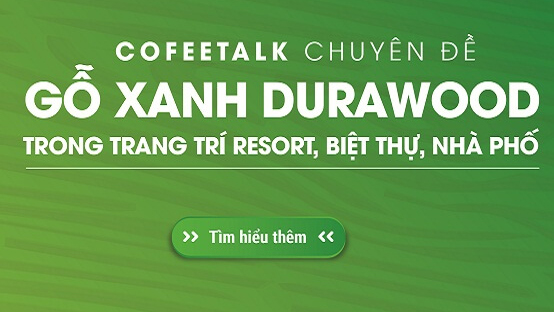 COFEETALK CHUYÊN ĐỀ
GỖ XANH DURAWOOD
TRONG TRANG TRÍ RESORT, BIỆT THỰ, NHÀ PHỐ
›› Tìm hiểu thêm ‹‹